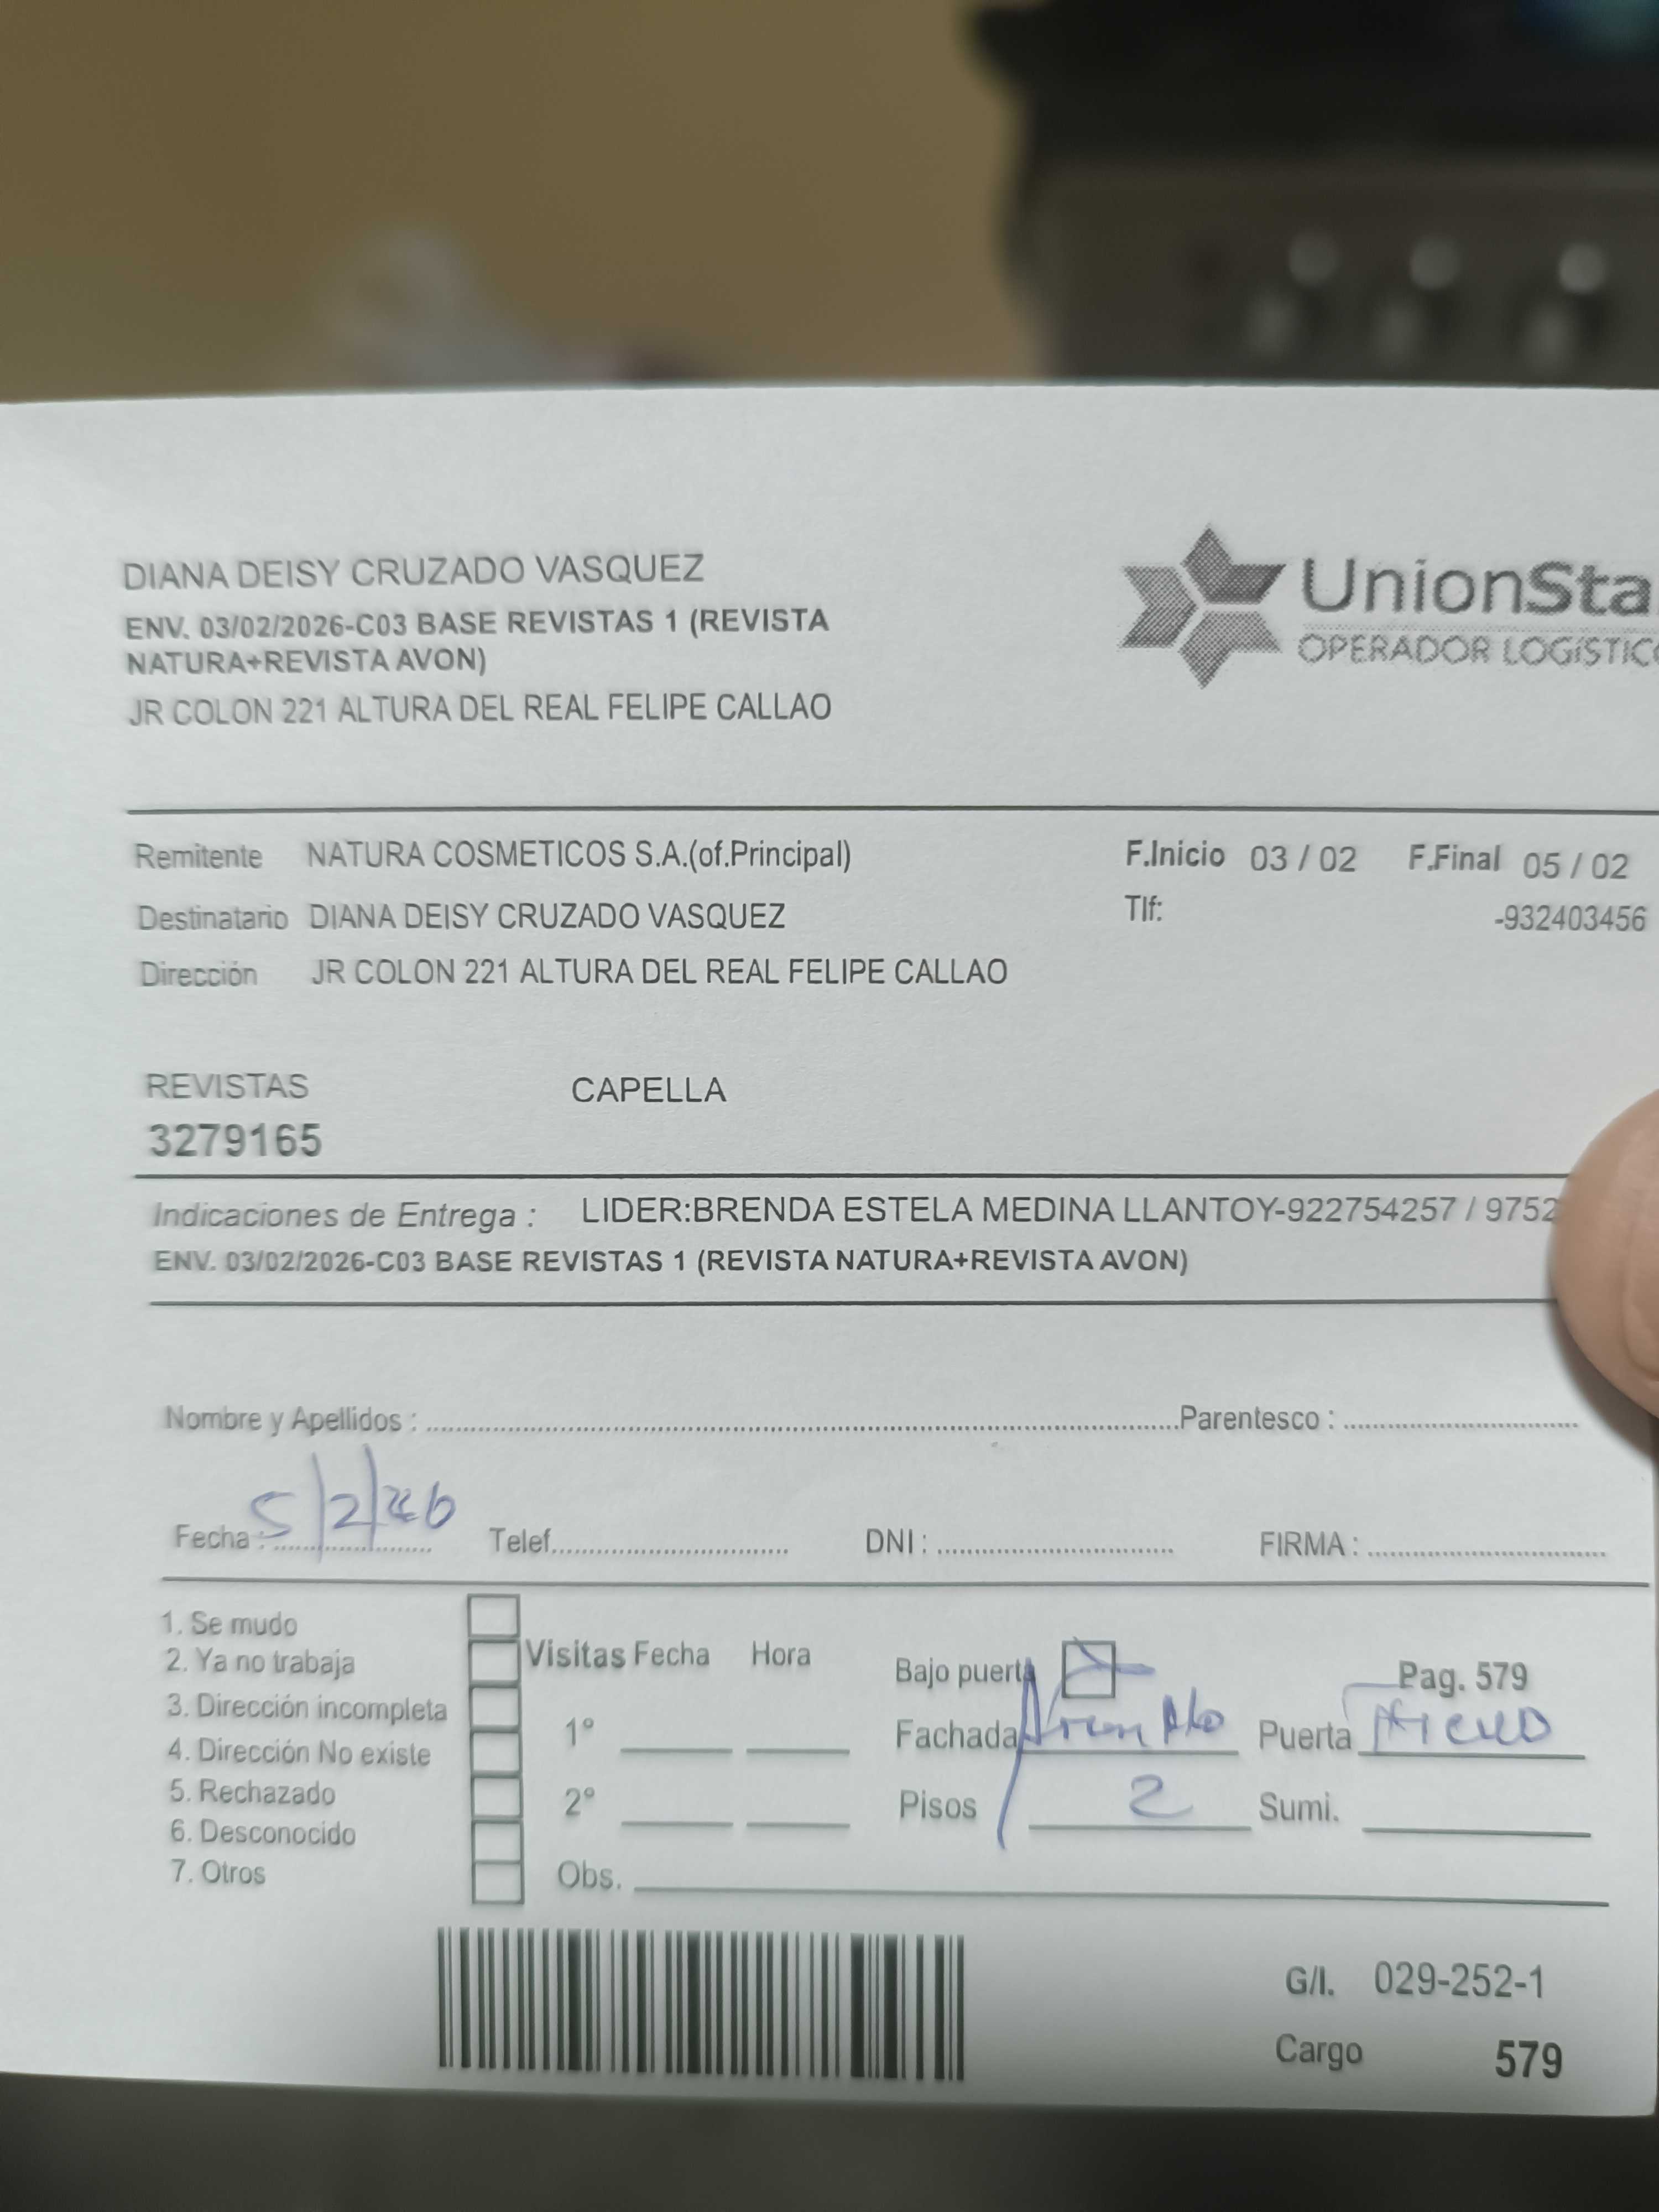 DIANA DEISY CRUZADO VASQUEZ
ENV. 03/02/2026-C03 BASE REVISTAS 1 (REVISTA
NATURA+REVISTA AVON)
JR COLON 221 ALTURA DEL REAL FELIPE CALLAO
UnionSta
OPERADOR LOGÍSTICO
Remitente NATURA COSMETICOS S.A.(of.Principal) F.Inicio 03 / 02 F.Final 05 / 02
Destinatario DIANA DEISY CRUZADO VASQUEZ Tlf: -932403456
Dirección JR COLON 221 ALTURA DEL REAL FELIPE CALLAO
REVISTAS CAPELLA
3279165
Indicaciones de Entrega : LIDER:BRENDA ESTELA MEDINA LLANTOY-922754257 / 9752
ENV. 03/02/2026-C03 BASE REVISTAS 1 (REVISTA NATURA+REVISTA AVON)
Nombre y Apellidos : Parentesco :
Fecha : 5/2/26 Telef. DNI : FIRMA :
1. Se mudo
2. Ya no trabaja
3. Dirección incompleta
4. Dirección No existe
5. Rechazado
6. Desconocido
7. Otros
Visitas Fecha Hora
1°
2°
Obs.
Bajo puerta Pag. 579
Fachada Puerta
Pisos 2 Sumi.
G/I. 029-252-1
Cargo 579